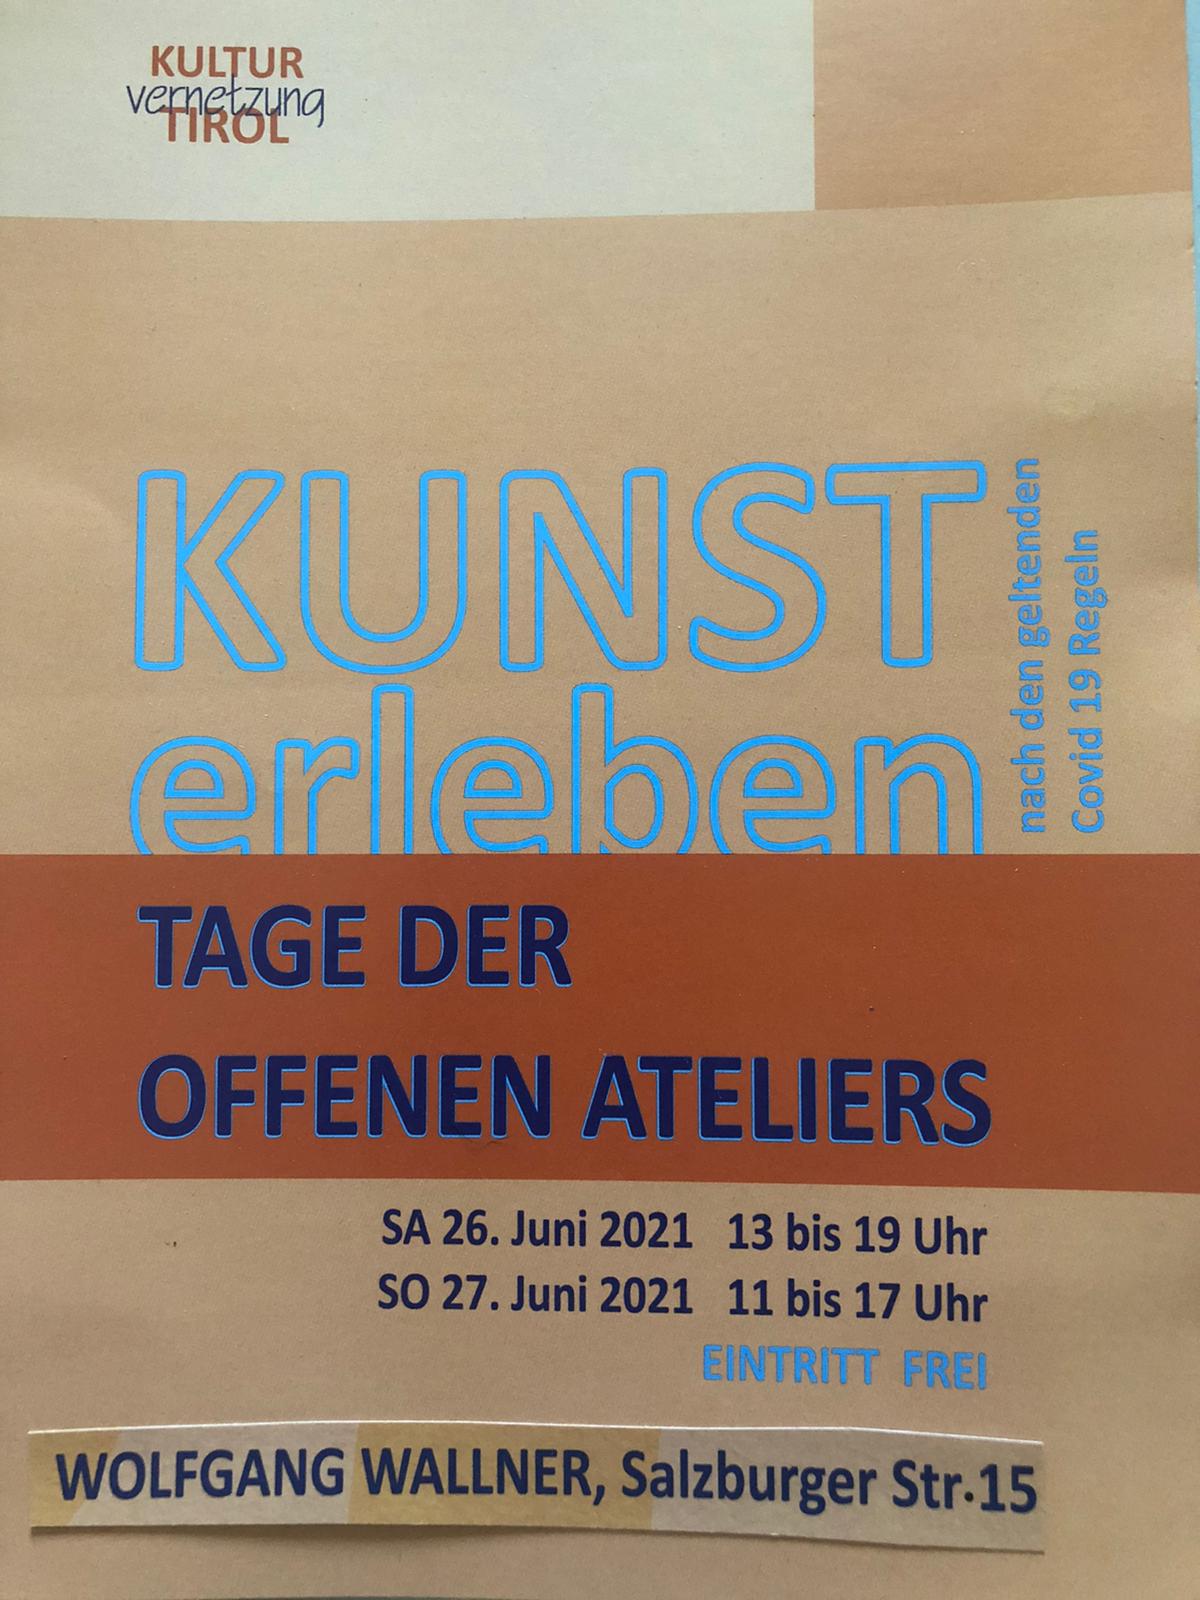 KULTUR
vernetzung
TIROL
KUNST
erleben
nach den geltenden
Covid 19 Regeln
TAGE DER
OFFENEN ATELIERS
SA 26. Juni 2021 13 bis 19 Uhr
SO 27. Juni 2021 11 bis 17 Uhr
EINTRITT FREI
WOLFGANG WALLNER, Salzburger Str.15